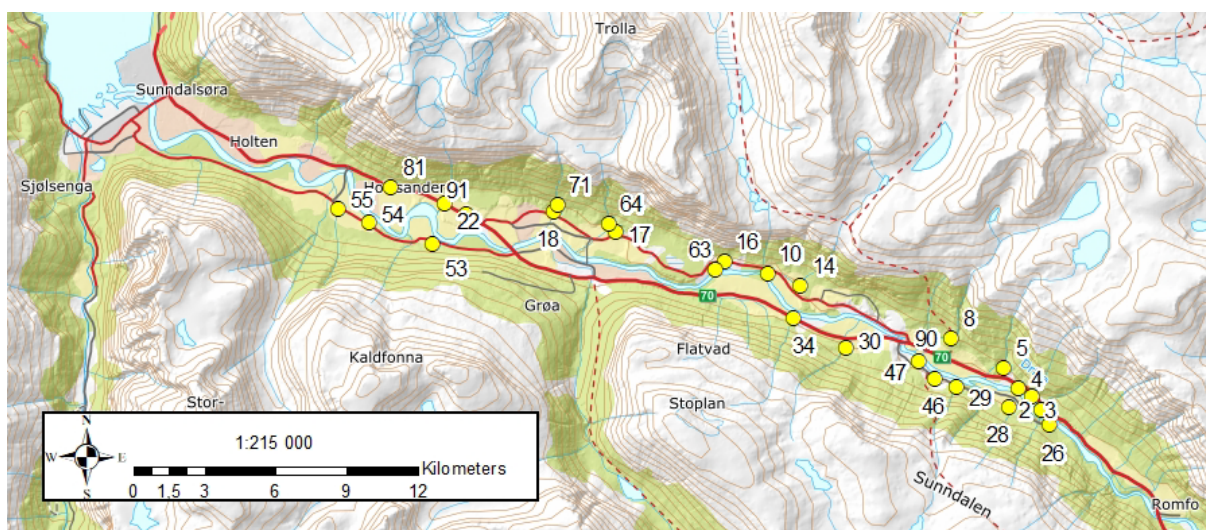 Trolla
Sunndalsøra
Holten
Sjølsenga
81
91
71
64
55
54
22
18
17
53
63
16
10
14
70
Grøa
Flatvad
34
30
8
90
70
5
47
4
Kaldfonna
46
29
2
3
Stor-
Stoplan
28
26
N
W E
S
1:215 000
Kilometers
0 1,5 3 6 9 12
Sunndalen
Romfo